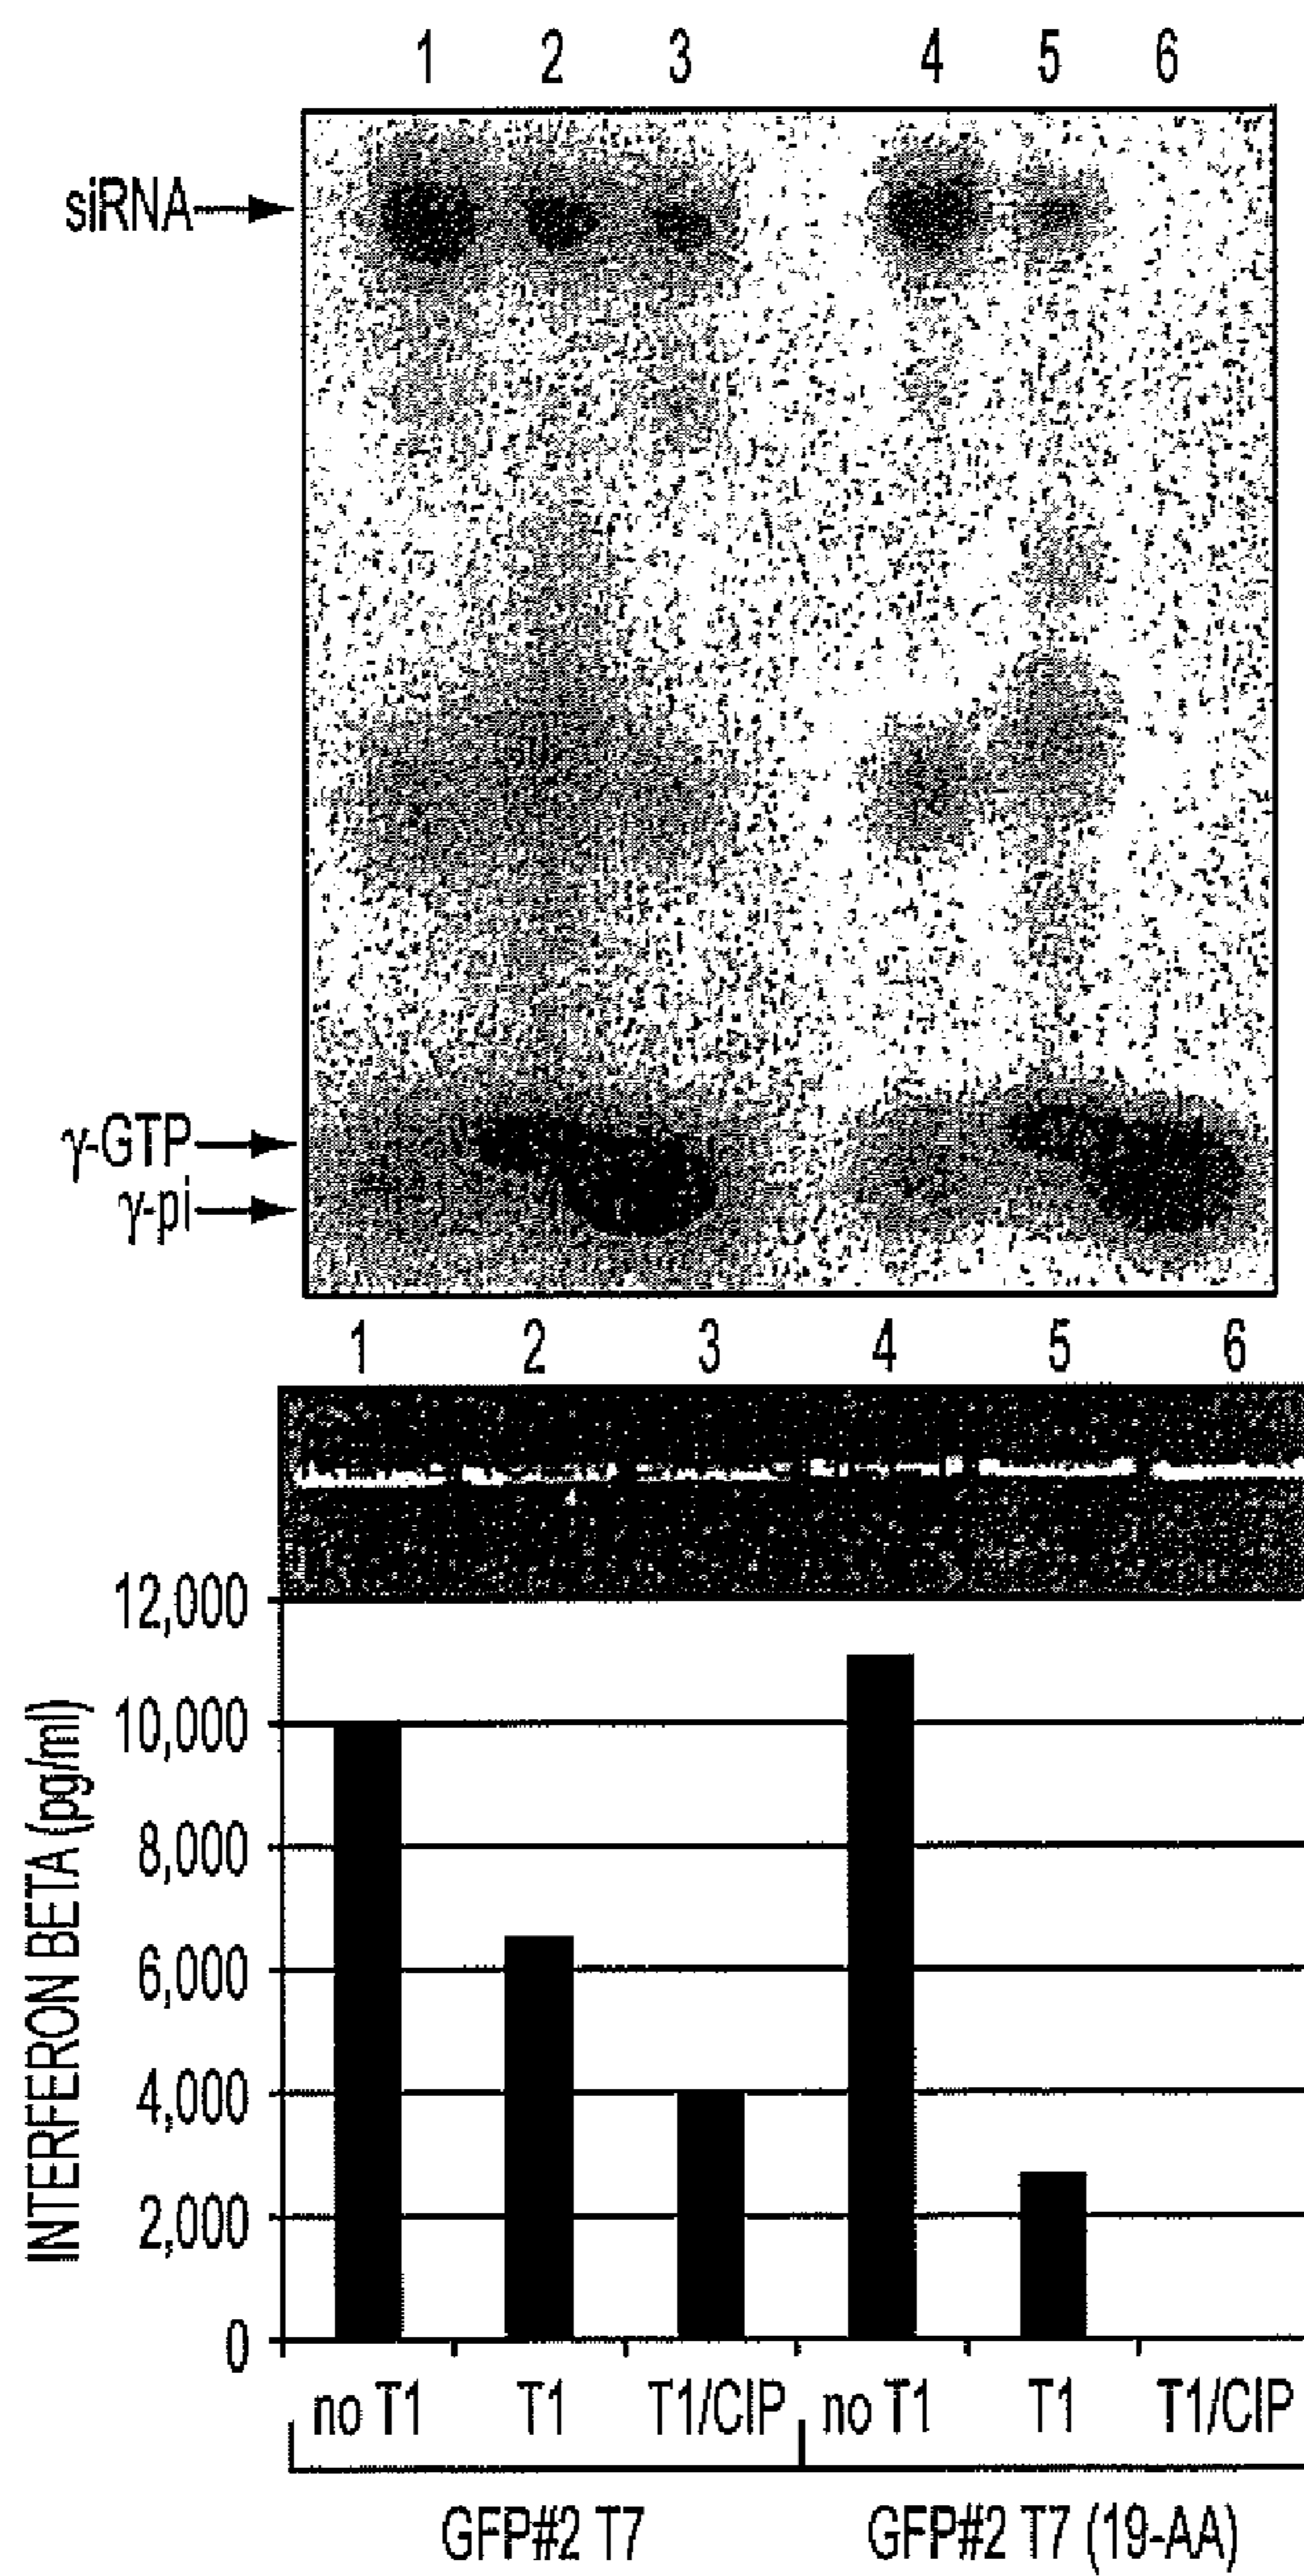 1 2 3 4 5 6
siRNA
γ-GTP
γ-pi
1 2 3 4 5 6
12,000
10,000
8,000
6,000
4,000
2,000
0
INTERFERON BETA (pg/ml)
no T1 T1 T1/CIP no T1 T1 T1/CIP
GFP#2 T7 GFP#2 T7 (19-AA)